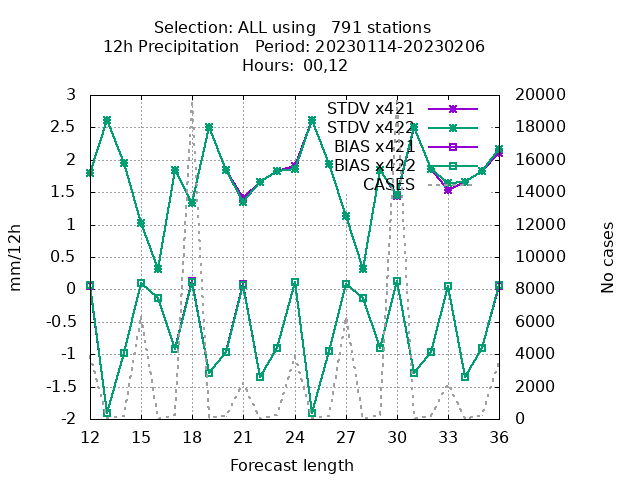 Selection: ALL using   791 stations
12h Precipitation   Period: 20230114-20230206
Hours:  00,12
STDV x421
STDV x422
BIAS x421
BIAS x422
CASES
3
2.5
2
1.5
1
0.5
0
-0.5
-1
-1.5
-2
mm/12h
20000
18000
16000
14000
12000
10000
8000
6000
4000
2000
0
No cases
12 15 18 21 24 27 30 33 36
Forecast length